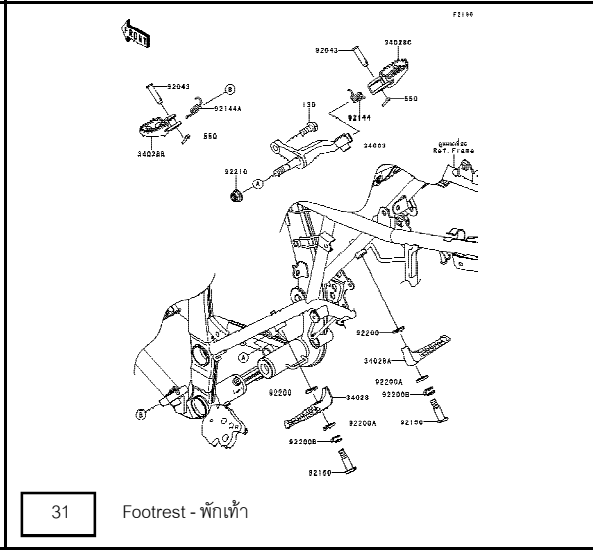 F2190
FRONT
92043
34028C
92043
B
92144A
130
92144
550
550
34028B
34003
92210
A
Ref. Frame
92200
34028A
A
92200A
92200
34028
92200B
B
92200A
92150
92200B
92150
31
Footrest - พักเท้า